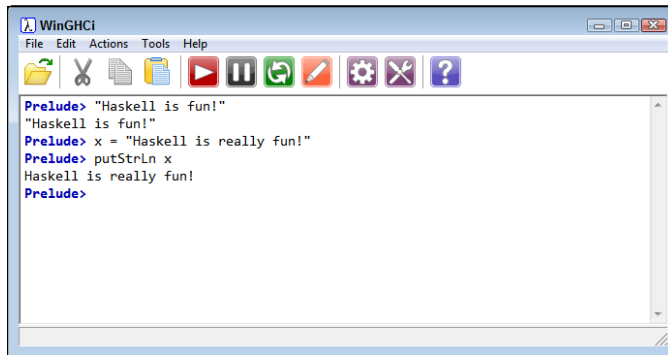 WinGHCi
File Edit Actions Tools Help
Prelude> "Haskell is fun!"
"Haskell is fun!"
Prelude> x = "Haskell is really fun!"
Prelude> putStrLn x
Haskell is really fun!
Prelude>